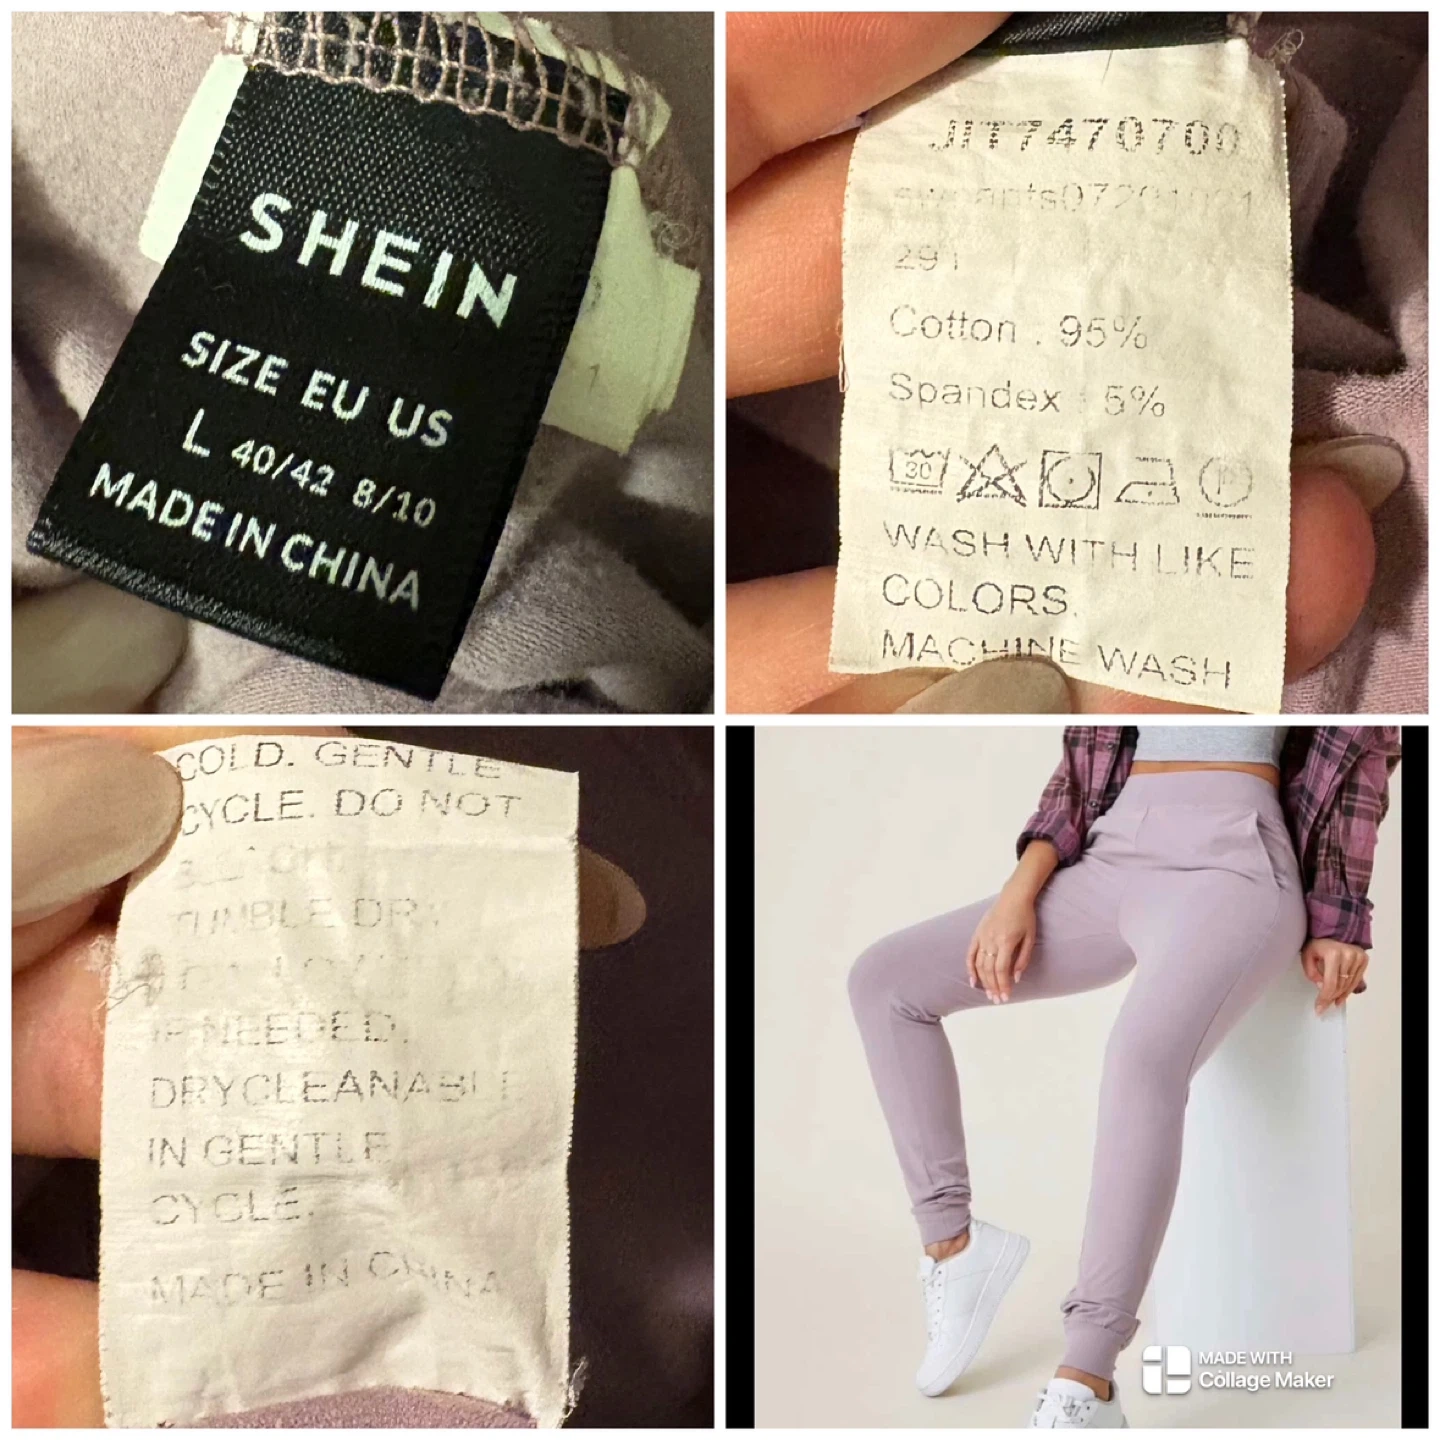 SHEIN
SIZE EU US
L 40/42 8/10
MADE IN CHINA
JIT7470700
Cotton : 95%
Spandex : 5%
30
P
WASH WITH LIKE
COLORS.
MACHINE WASH
COLD. GENTLE
CYCLE. DO NOT
TUMBLE DRY
IF NEEDED.
DRYCLEANABLE
IN GENTLE
CYCLE.
MADE IN CHINA
MADE WITH
Collage Maker